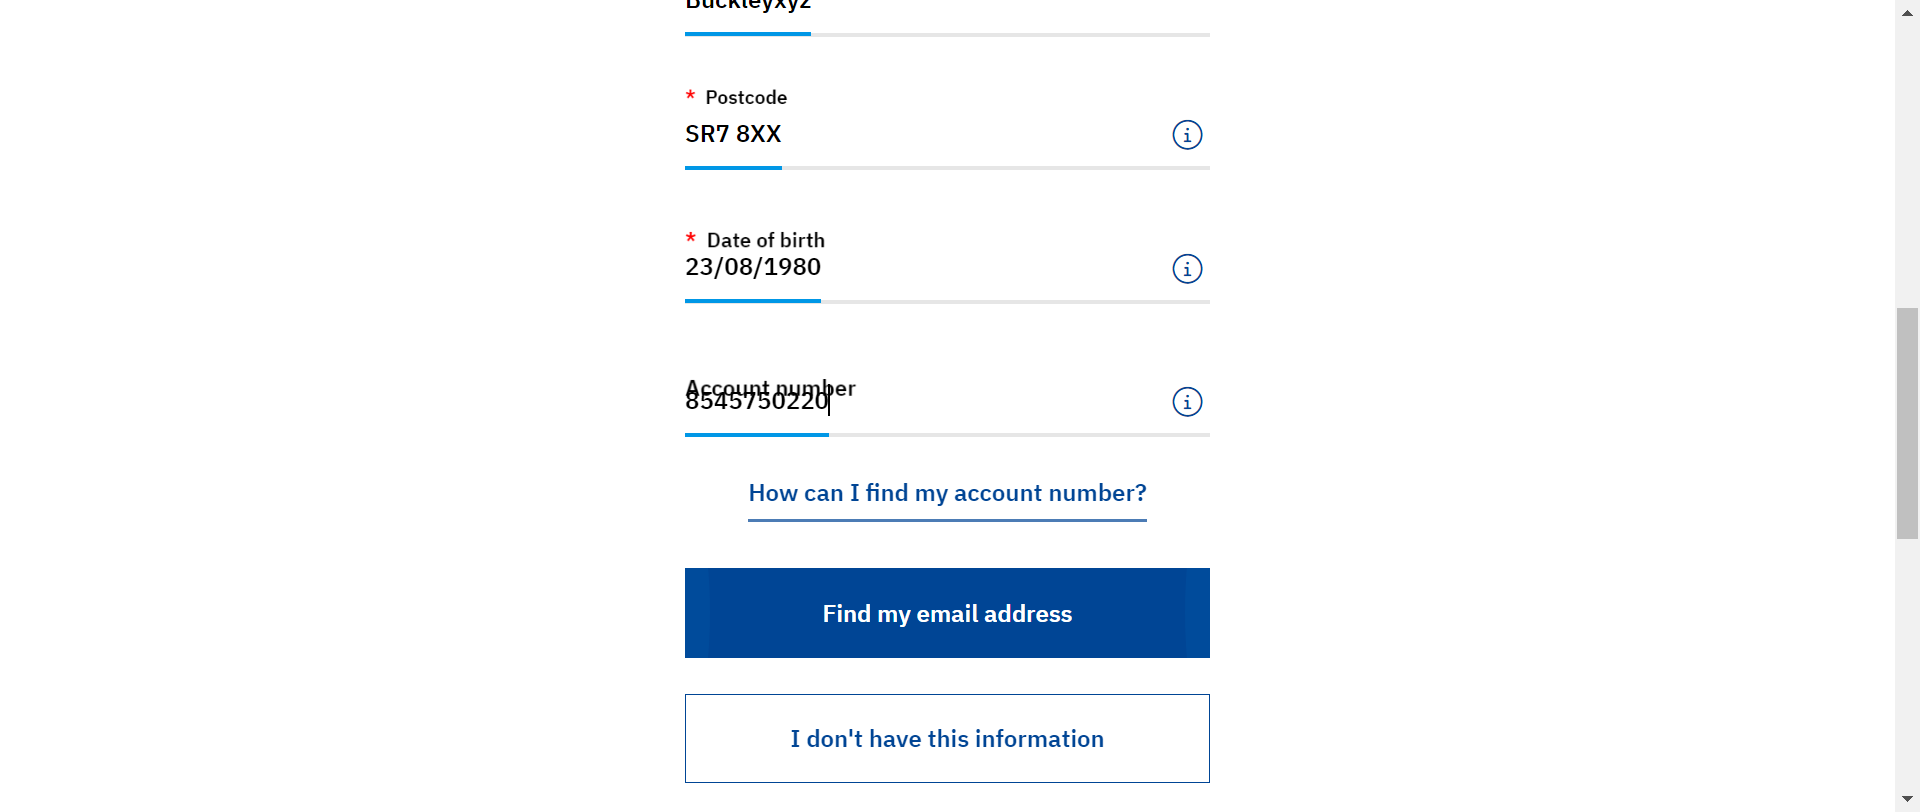 Buckleyxyz
* Postcode
SR7 8XX
* Date of birth
23/08/1980
Account number
8545750220
How can I find my account number?
Find my email address
I don't have this information